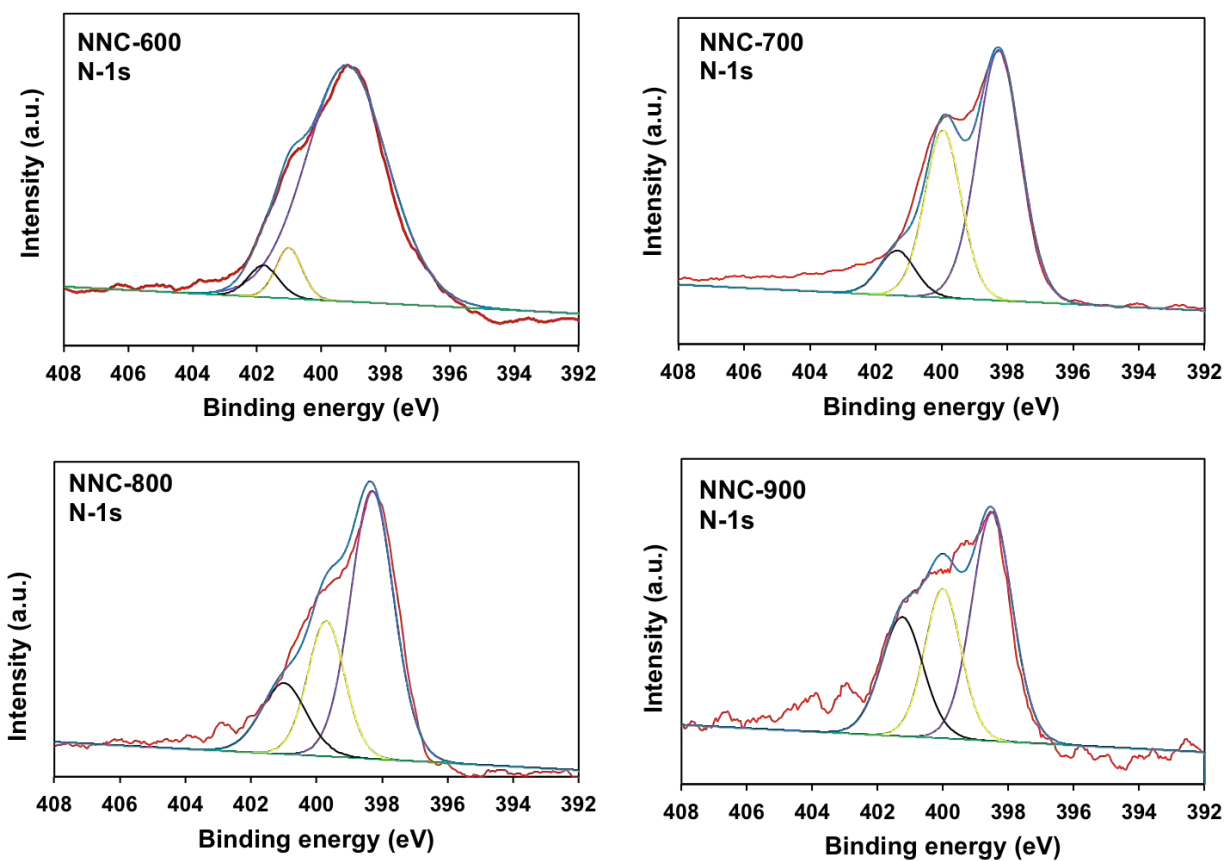 NNC-600
N-1s
Intensity (a.u.)
408 406 404 402 400 398 396 394 392
Binding energy (eV)
NNC-700
N-1s
Intensity (a.u.)
408 406 404 402 400 398 396 394 392
Binding energy (eV)
NNC-800
N-1s
Intensity (a.u.)
408 406 404 402 400 398 396 394 392
Binding energy (eV)
NNC-900
N-1s
Intensity (a.u.)
408 406 404 402 400 398 396 394 392
Binding energy (eV)